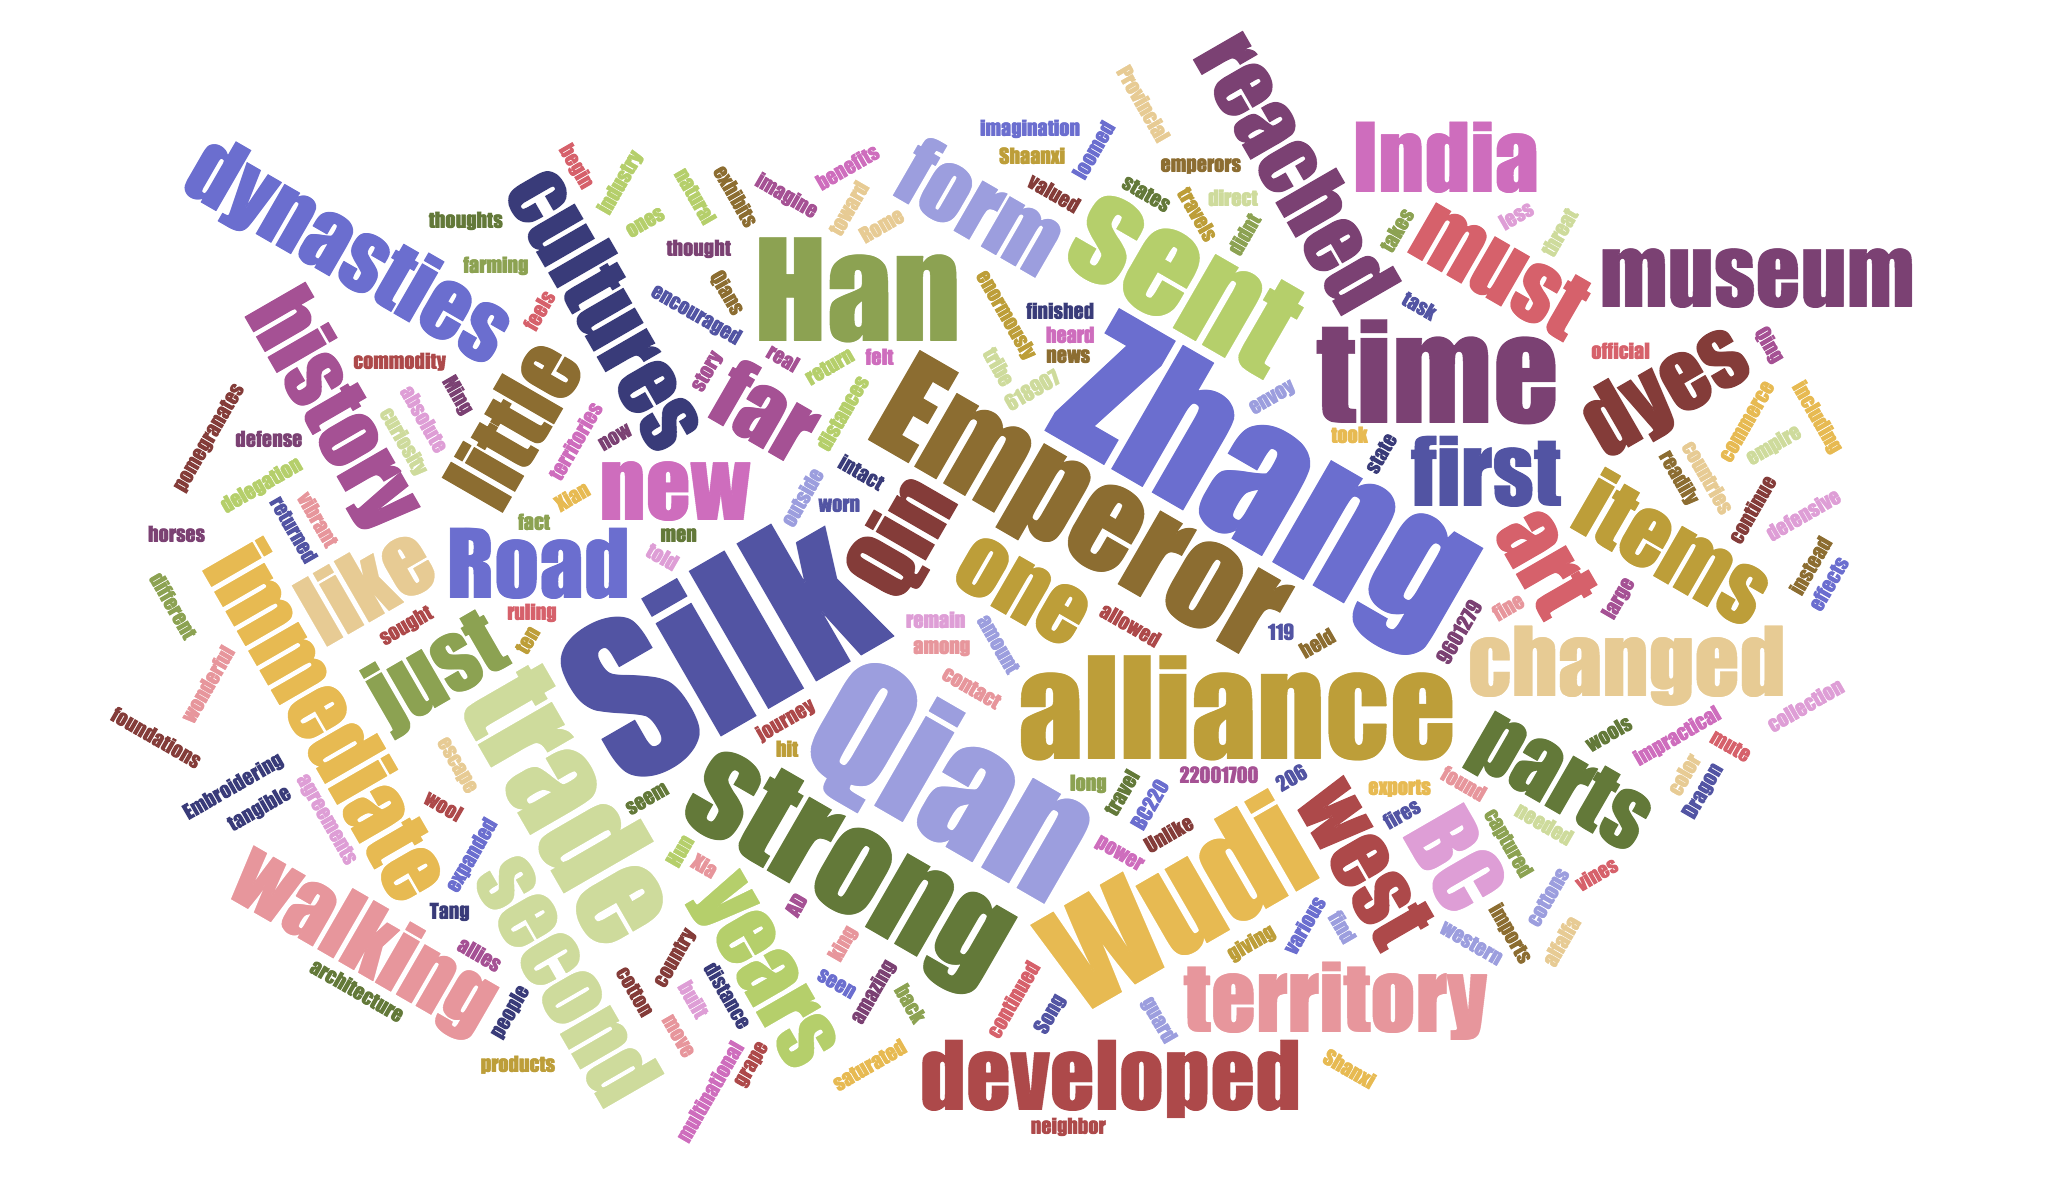 reached
Provincial
imagination
loomed
Shaanxi
emperors
India
dynasties
begin
industry
natural
exhibits
imagine
benefits
form
valued
states
travels
direct
didnt
takes
must
less
threat
thoughts
cultures
ones
toward
Rome
sent
museum
farming
thought
Han
history
feels
encouraged
Qians
enormously
finished
task
heard
news
time
official
dyes
Qing
commodity
little
story
real
return
felt
tribe
618907
Emperor
Zhang
envoy
pomegranates
Ming
absolute
curiosity
defense
territories
now
far
distances
took
state
first
countries
readily
commerce
including
empire
delegation
returned
vibrant
Xian
new
outside
intact
worn
Qin
items
continue
defensive
horses
fact
men
told
Road
Silk
one
art
instead
effects
different
immediate
like
sought
ruling
ten
just
remain
among
amount
allowed
119
held
9601279
fine
large
wonderful
trade
contact
changed
foundations
escape
journey
hit
Qian
alliance
parts
wools
impractical
mute
collection
Embroidering
tangible
agreements
wool
seem
strong
long
travel
BC220
22001700
206
exports
found
color
Dragon
expanded
Hun
Xia
power
Unlike
Wudi
west
fires
BC
captured
needed
walking
Tang
second
years
AD
cottons
vines
allies
country
king
giving
various
find
western
imports
alfalfa
architecture
people
cotton
built
distance
seen
amazing
back
continued
Song
guard
territory
products
move
multinational
grape
saturated
developed
Shanxi
neighbor